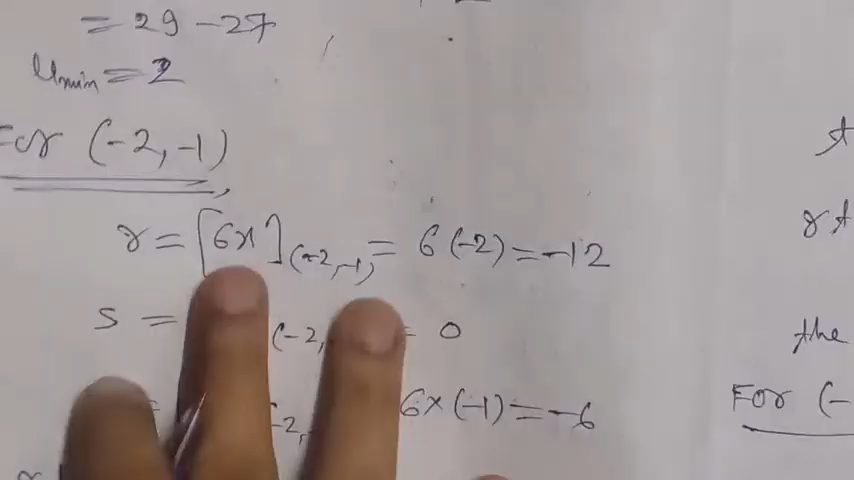 = 29 - 27
Umin = 2
For (-2, -1)
r = [6x](-2, -1) = 6(-2) = -12
s = (-2, = 0
-2, 6×(-1) = -6
the
For (-